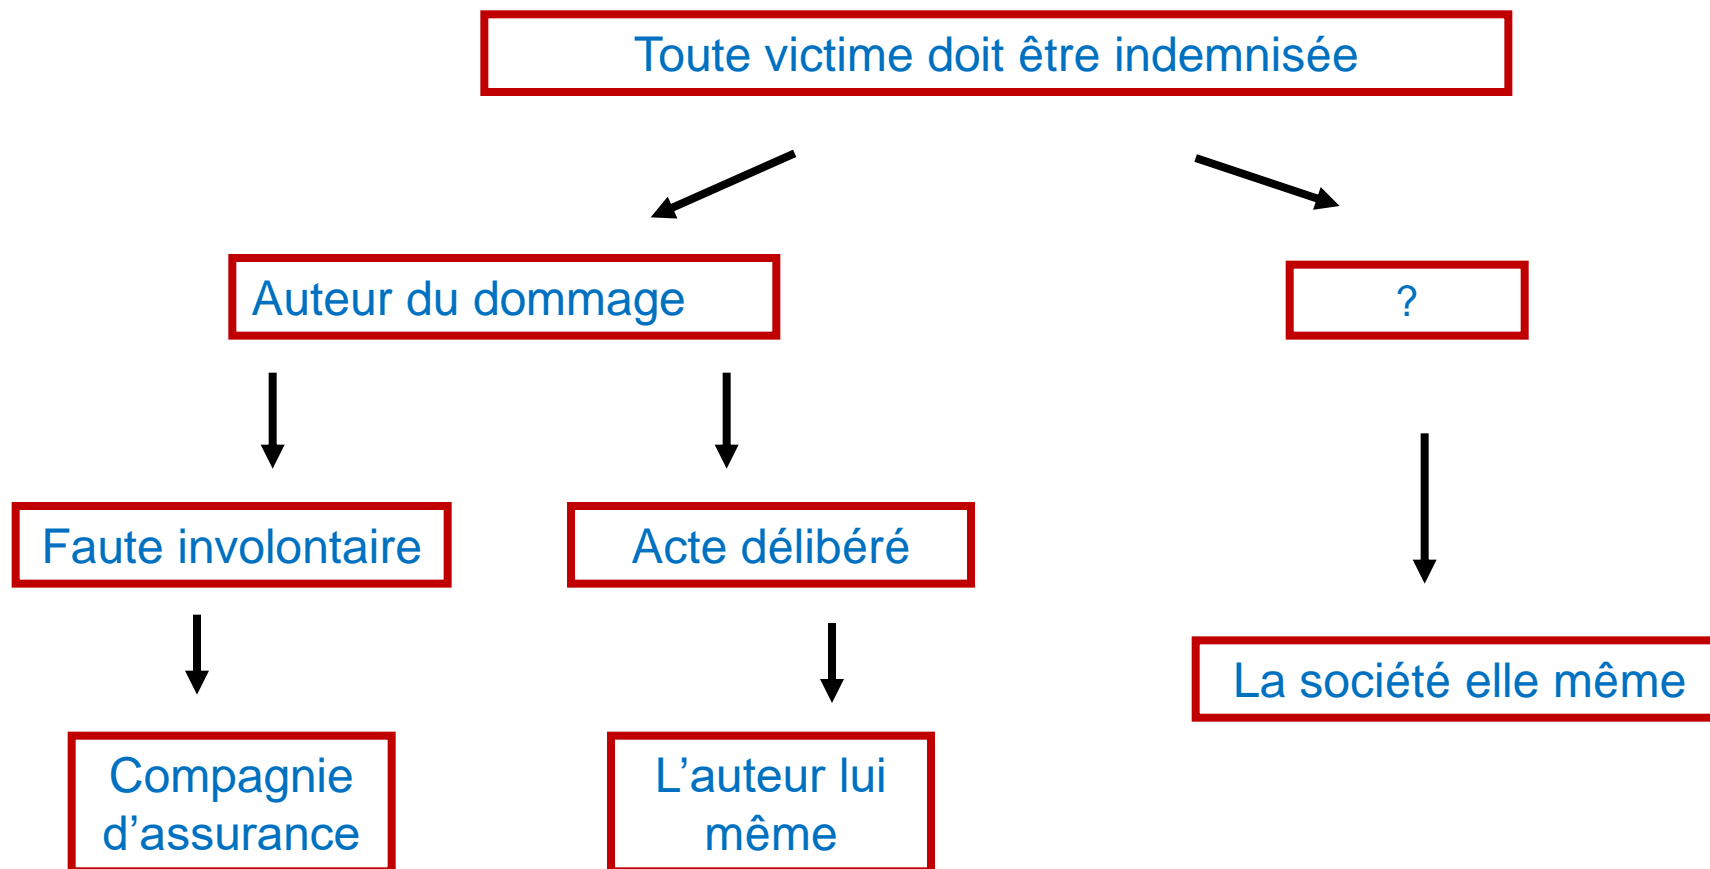 Toute victime doit être indemnisée
Auteur du dommage
?
Faute involontaire
Acte délibéré
La société elle même
Compagnie
d’assurance
L’auteur lui
même